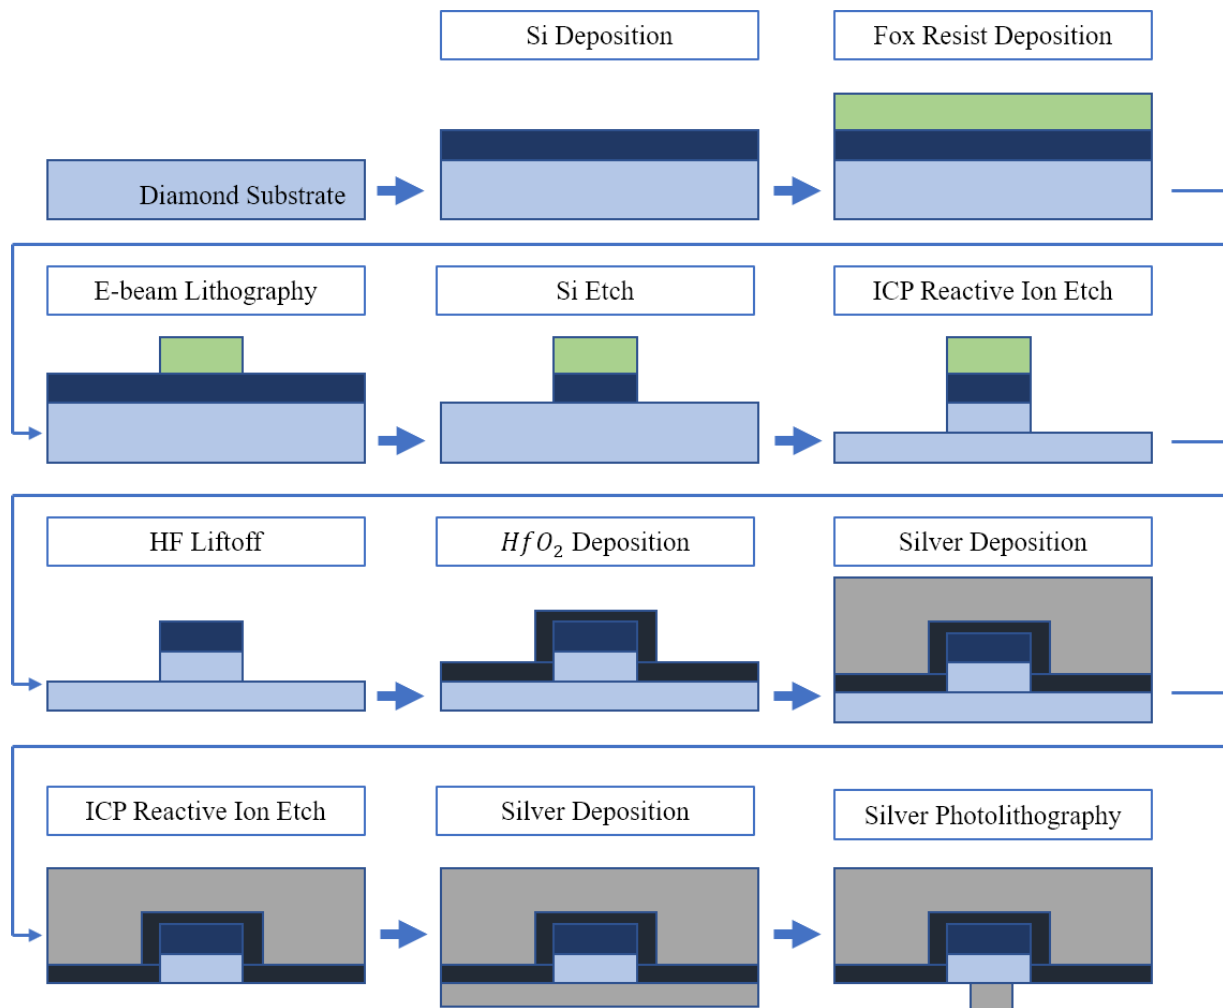 Si Deposition
Fox Resist Deposition
Diamond Substrate
E-beam Lithography
Si Etch
ICP Reactive Ion Etch
HF Liftoff
HfO₂ Deposition
Silver Deposition
ICP Reactive Ion Etch
Silver Deposition
Silver Photolithography